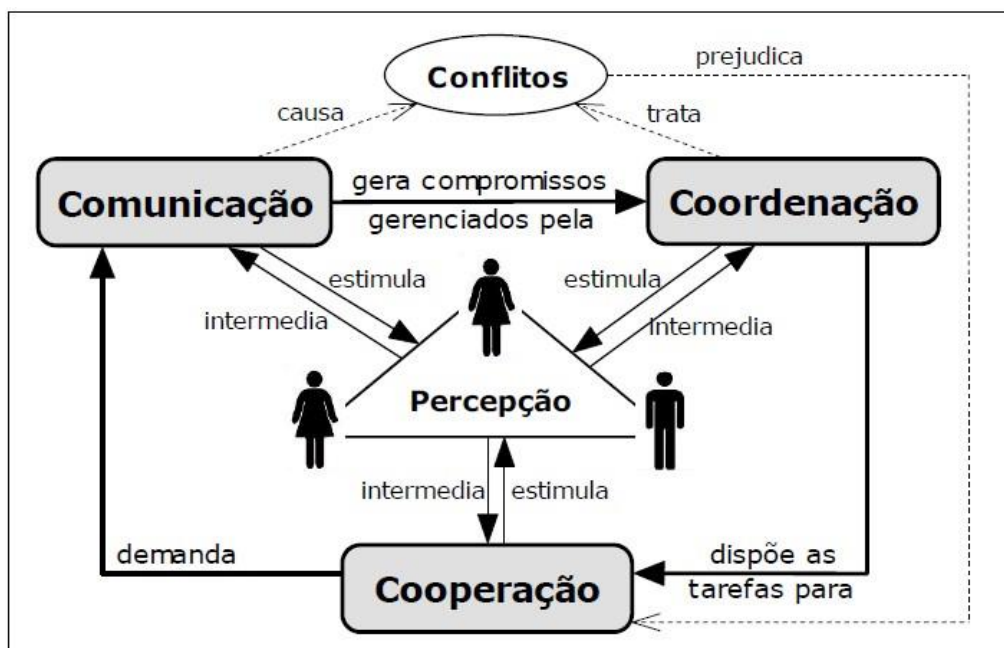 Conflitos
prejudica
causa
trata
Comunicação
gera compromissos
gerenciados pela
Coordenação
estimula
intermedia
estimula
intermedia
Percepção
intermedia
estimula
demanda
Cooperação
dispõe as
tarefas para